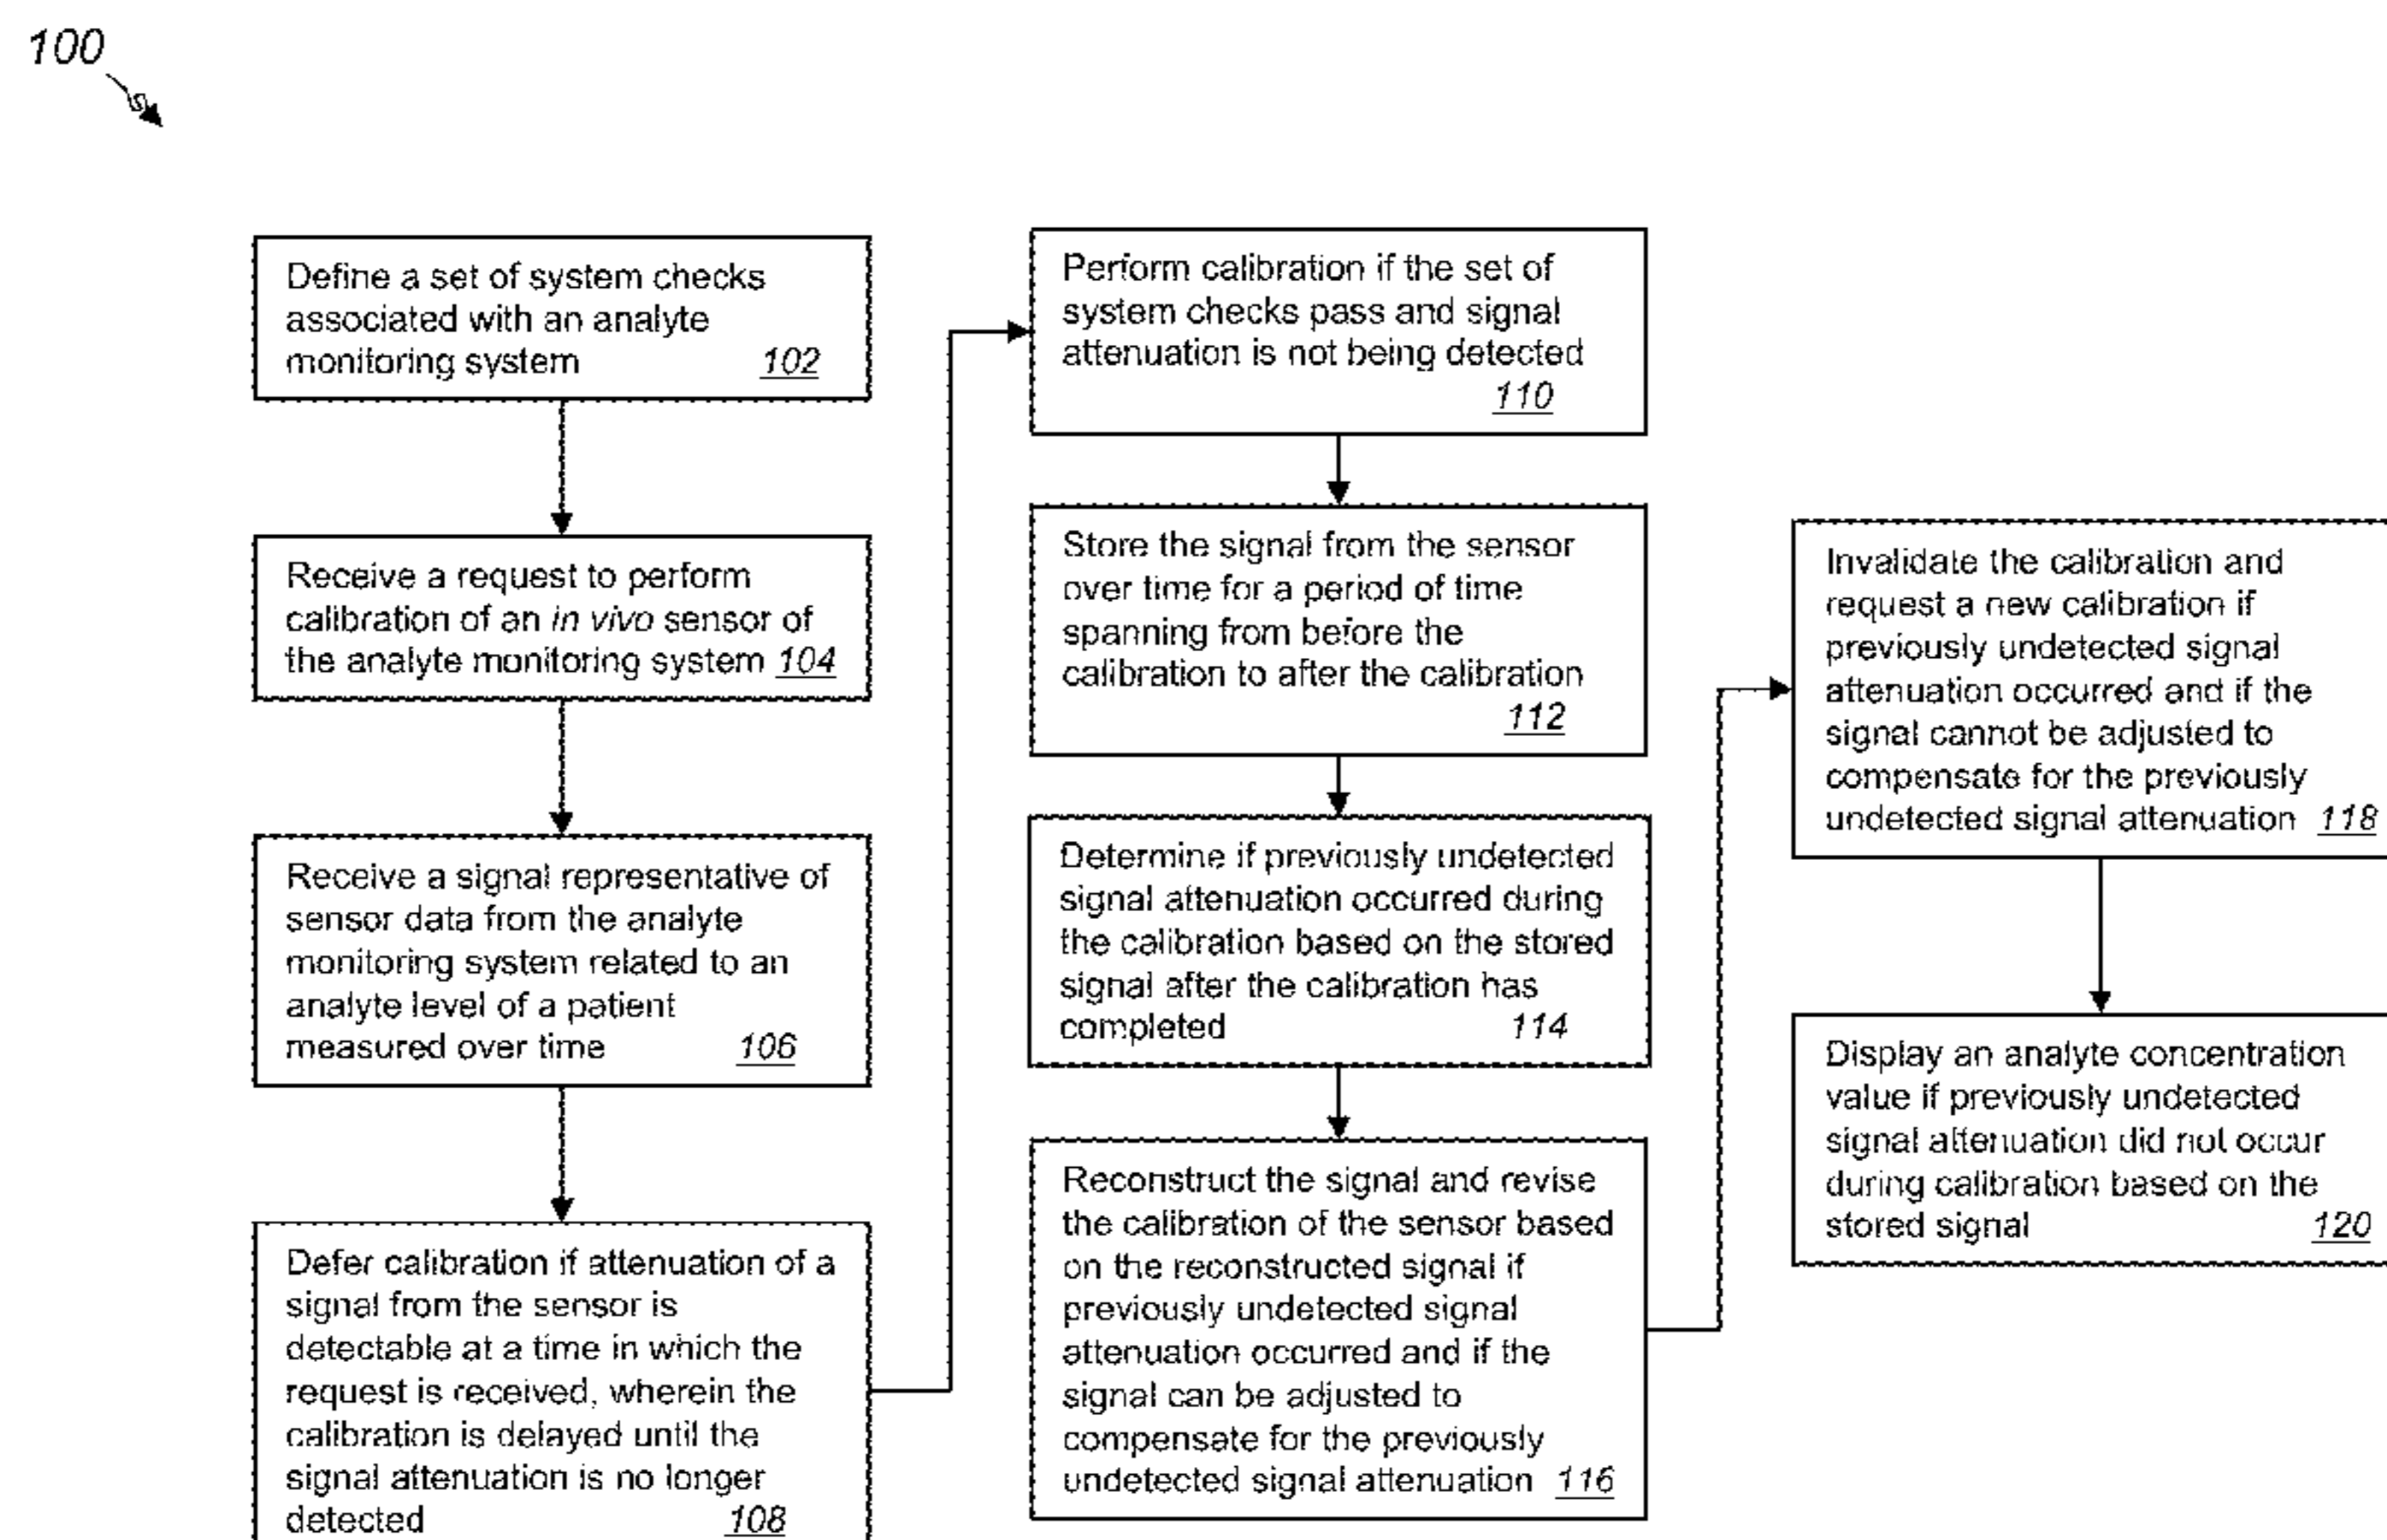 100
Define a set of system checks
associated with an analyte
monitoring system 102
Receive a request to perform
calibration of an in vivo sensor of
the analyte monitoring system 104
Receive a signal representative of
sensor data from the analyte
monitoring system related to an
analyte level of a patient
measured over time 106
Defer calibration if attenuation of a
signal from the sensor is
detectable at a time in which the
request is received, wherein the
calibration is delayed until the
signal attenuation is no longer
detected 108
Perform calibration if the set of
system checks pass and signal
attenuation is not being detected
110
Store the signal from the sensor
over time for a period of time
spanning from before the
calibration to after the calibration
112
Determine if previously undetected
signal attenuation occurred during
the calibration based on the stored
signal after the calibration has
completed 114
Reconstruct the signal and revise
the calibration of the sensor based
on the reconstructed signal if
previously undetected signal
attenuation occurred and if the
signal can be adjusted to
compensate for the previously
undetected signal attenuation 116
Invalidate the calibration and
request a new calibration if
previously undetected signal
attenuation occurred and if the
signal cannot be adjusted to
compensate for the previously
undetected signal attenuation 118
Display an analyte concentration
value if previously undetected
signal attenuation did not occur
during calibration based on the
stored signal 120